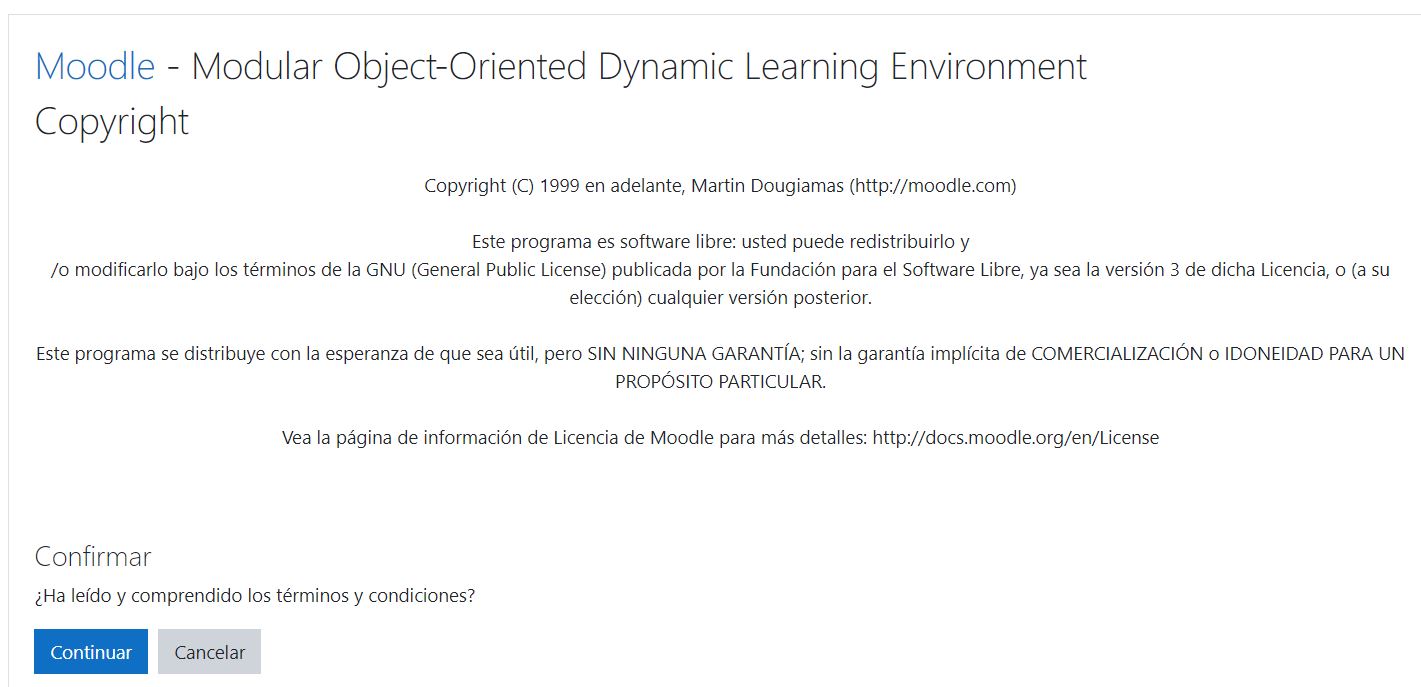 Moodle - Modular Object-Oriented Dynamic Learning Environment
Copyright
Copyright (C) 1999 en adelante, Martin Dougiamas (http://moodle.com)
Este programa es software libre: usted puede redistribuirlo y
/o modificarlo bajo los términos de la GNU (General Public License) publicada por la Fundación para el Software Libre, ya sea la versión 3 de dicha Licencia, o (a su
elección) cualquier versión posterior.
Este programa se distribuye con la esperanza de que sea útil, pero SIN NINGUNA GARANTÍA; sin la garantía implícita de COMERCIALIZACIÓN o IDONEIDAD PARA UN
PROPÓSITO PARTICULAR.
Vea la página de información de Licencia de Moodle para más detalles: http://docs.moodle.org/en/License
Confirmar
¿Ha leído y comprendido los términos y condiciones?
Continuar Cancelar